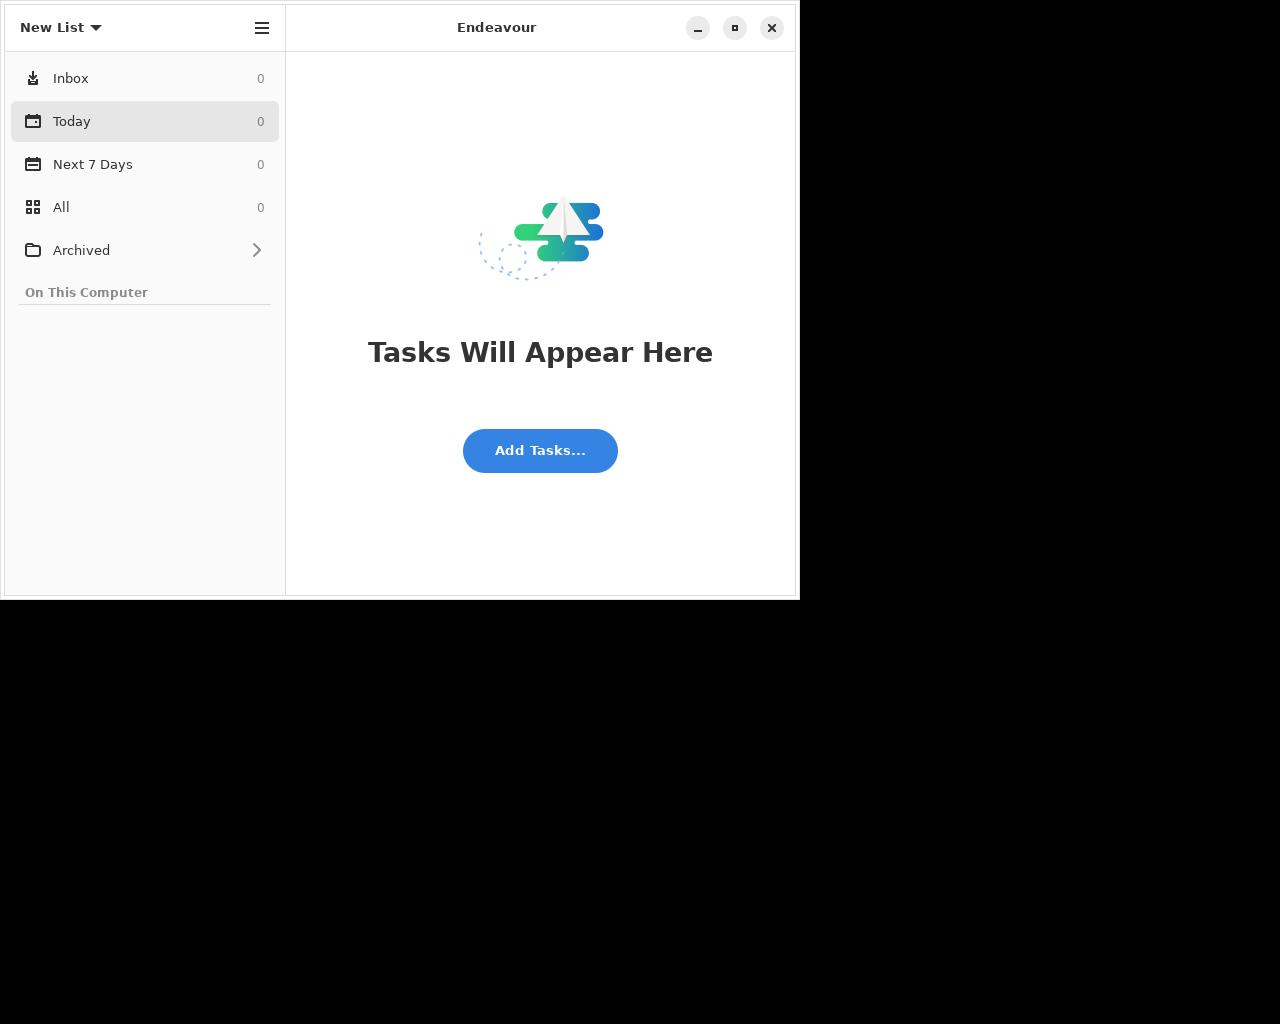 New List
Endeavour
Inbox 0
Today 0
Next 7 Days 0
All 0
Archived
On This Computer
Tasks Will Appear Here
Add Tasks...